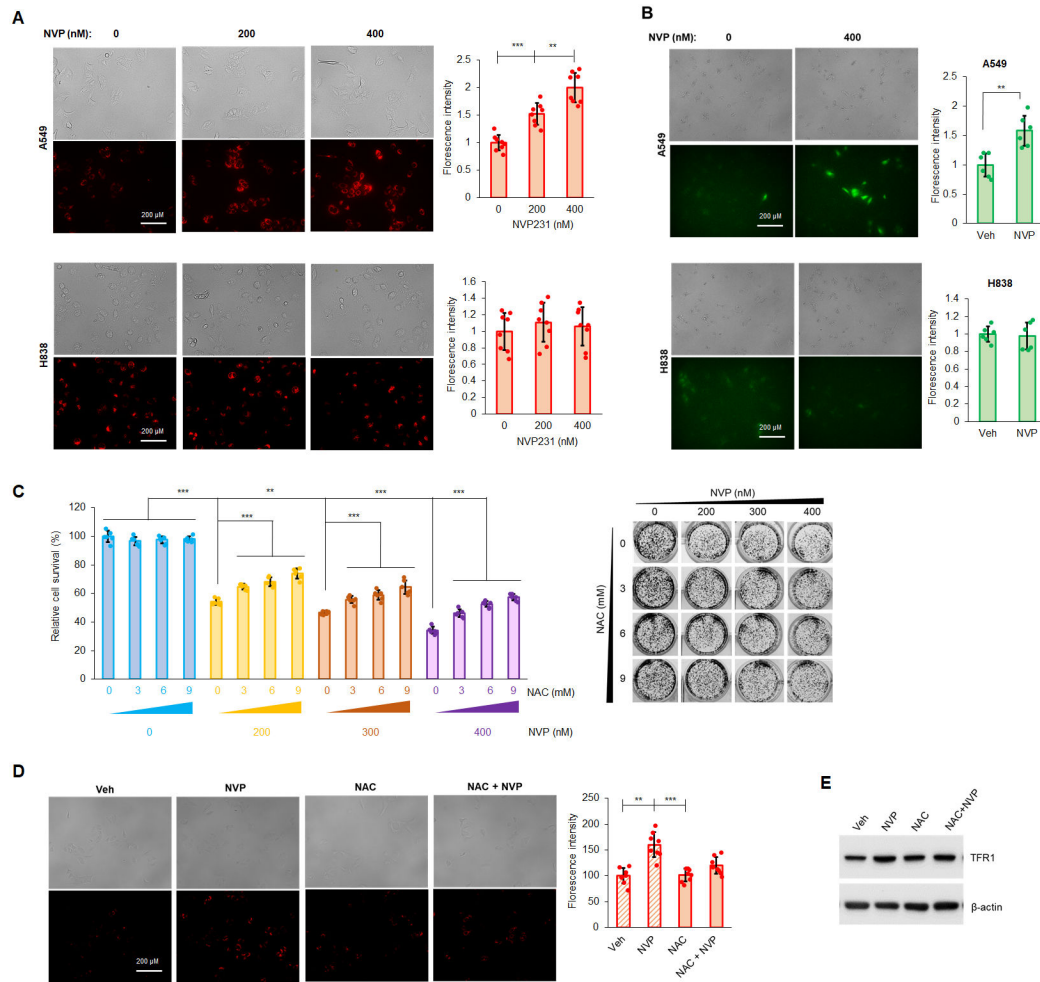 A
NVP (nM): 0 200 400
A549
200 µM
*** **
Florescence intensity
2.5
2
1.5
1
0.5
0
0 200 400
NVP231 (nM)
H838
200 µM
Florescence intensity
1.6
1.4
1.2
1
0.8
0.6
0.4
0.2
0
0 200 400
NVP231 (nM)
B
NVP (nM): 0 400
A549
200 µM
A549
**
Florescence intensity
2.5
2
1.5
1
0.5
0
Veh NVP
H838
200 µM
H838
Florescence intensity
1.4
1.2
1
0.8
0.6
0.4
0.2
0
Veh NVP
C
*** ** *** ***
*** ***
Relative cell survival (%)
120
100
80
60
40
20
0
0 3 6 9 0 3 6 9 0 3 6 9 0 3 6 9 NAC (mM)
0 200 300 400 NVP (nM)
NVP (nM)
0 200 300 400
NAC (mM)
0
3
6
9
D
Veh NVP NAC NAC + NVP
200 µM
** ***
Florescence intensity
250
200
150
100
50
0
Veh NVP NAC NAC + NVP
E
Veh NVP NAC NAC+NVP
TFR1
β-actin